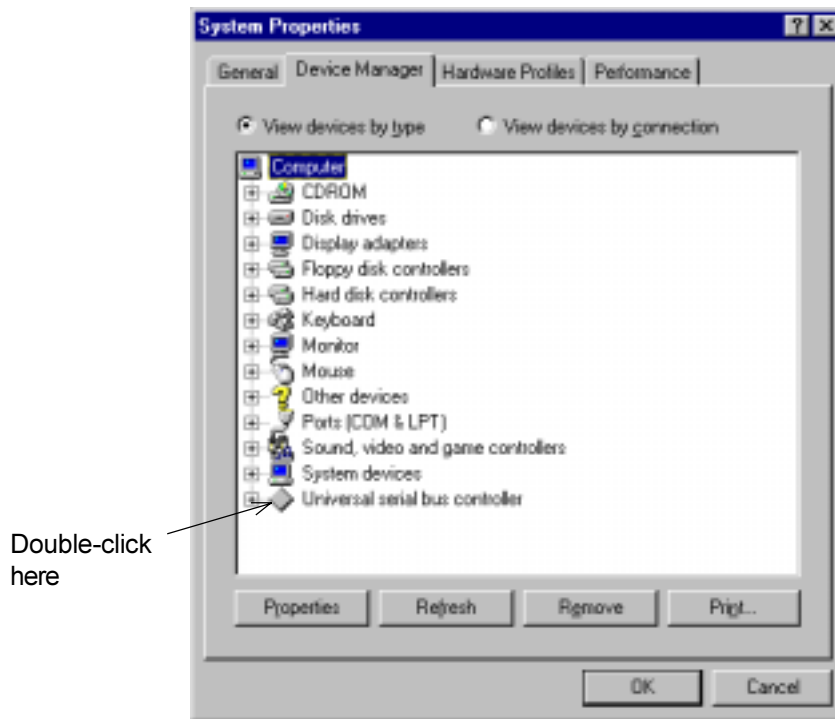 System Properties
General Device Manager Hardware Profiles Performance
View devices by type View devices by connection
Computer
CDROM
Disk drives
Display adapters
Floppy disk controllers
Hard disk controllers
Keyboard
Monitor
Mouse
Other devices
Ports (COM & LPT)
Sound, video and game controllers
System devices
Universal serial bus controller
Double-click
here
Properties Refresh Remove Print...
OK Cancel